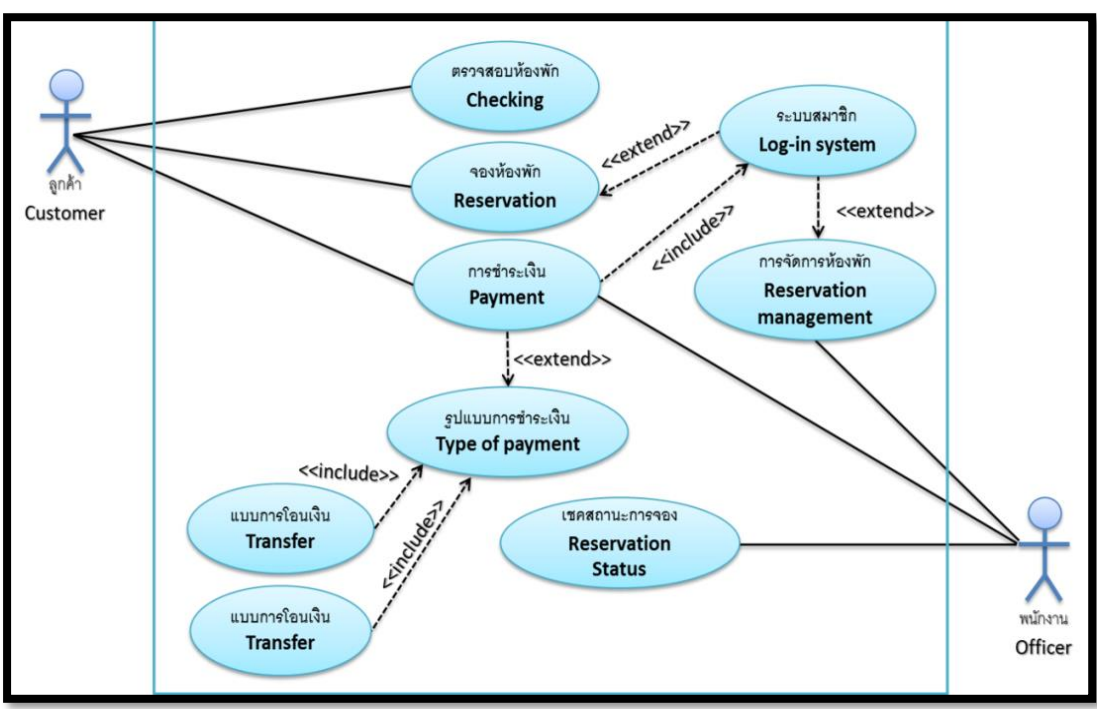 ตรวจสอบห้องพัก
Checking
ระบบสมาชิก
Log-in system
<<extend>>
ลูกค้า
Customer
จองห้องพัก
Reservation
<<extend>>
<<include>>
การชำระเงิน
Payment
การจัดการห้องพัก
Reservation
management
<<extend>>
รูปแบบการชำระเงิน
Type of payment
<<include>>
แบบการโอนเงิน
Transfer
<<include>>
เชคสถานะการจอง
Reservation
Status
แบบการโอนเงิน
Transfer
พนักงาน
Officer